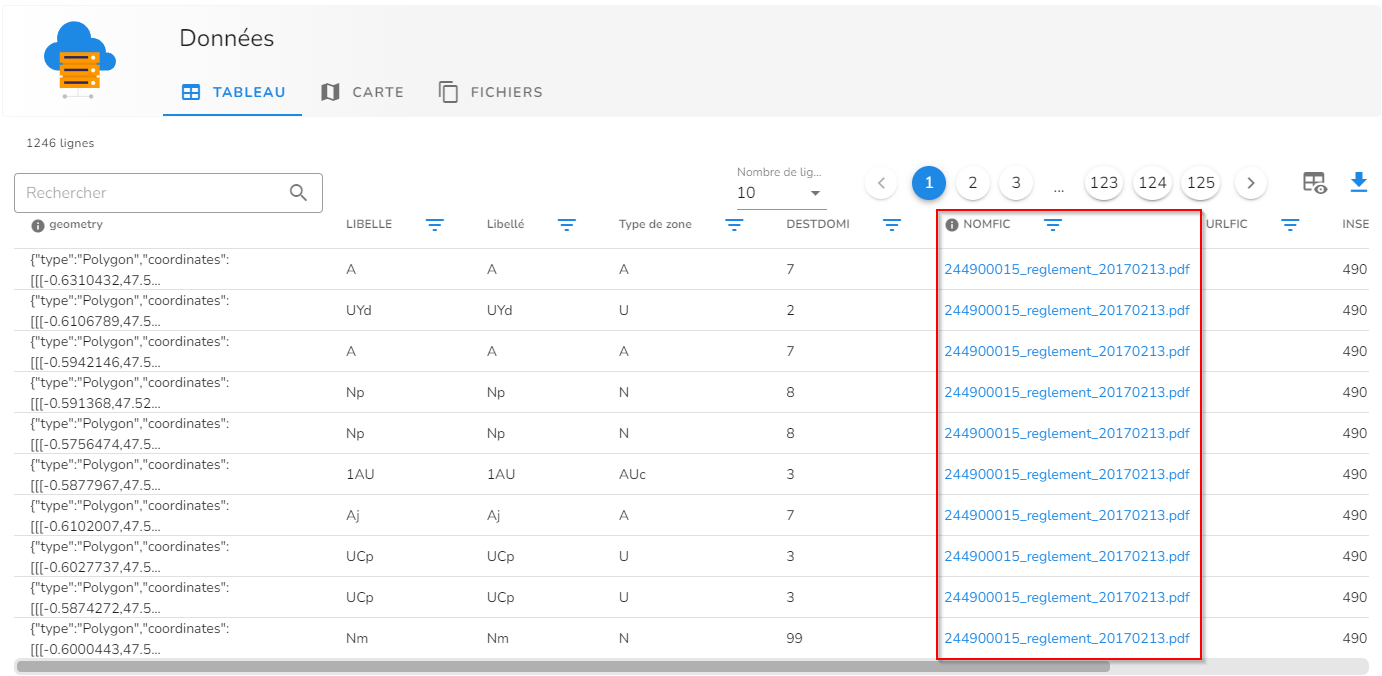 Données
TABLEAU CARTE FICHIERS
1246 lignes
Rechercher
Nombre de lig...
10
1 2 3 ... 123 124 125
geometry LIBELLE Libellé Type de zone DESTDOMI NOMFIC URLFIC INSE
{"type":"Polygon","coordinates":
[[[-0.6310432,47.5... A A A 7 244900015_reglement_20170213.pdf 490
{"type":"Polygon","coordinates":
[[[-0.6106789,47.5... UYd UYd U 2 244900015_reglement_20170213.pdf 490
{"type":"Polygon","coordinates":
[[[-0.5942146,47.5... A A A 7 244900015_reglement_20170213.pdf 490
{"type":"Polygon","coordinates":
[[[-0.591368,47.52... Np Np N 8 244900015_reglement_20170213.pdf 490
{"type":"Polygon","coordinates":
[[[-0.5756474,47.5... Np Np N 8 244900015_reglement_20170213.pdf 490
{"type":"Polygon","coordinates":
[[[-0.5877967,47.5... 1AU 1AU AUc 3 244900015_reglement_20170213.pdf 490
{"type":"Polygon","coordinates":
[[[-0.6102007,47.5... Aj Aj A 7 244900015_reglement_20170213.pdf 490
{"type":"Polygon","coordinates":
[[[-0.6027737,47.5... UCp UCp U 3 244900015_reglement_20170213.pdf 490
{"type":"Polygon","coordinates":
[[[-0.5874272,47.5... UCp UCp U 3 244900015_reglement_20170213.pdf 490
{"type":"Polygon","coordinates":
[[[-0.6000443,47.5... Nm Nm N 99 244900015_reglement_20170213.pdf 490